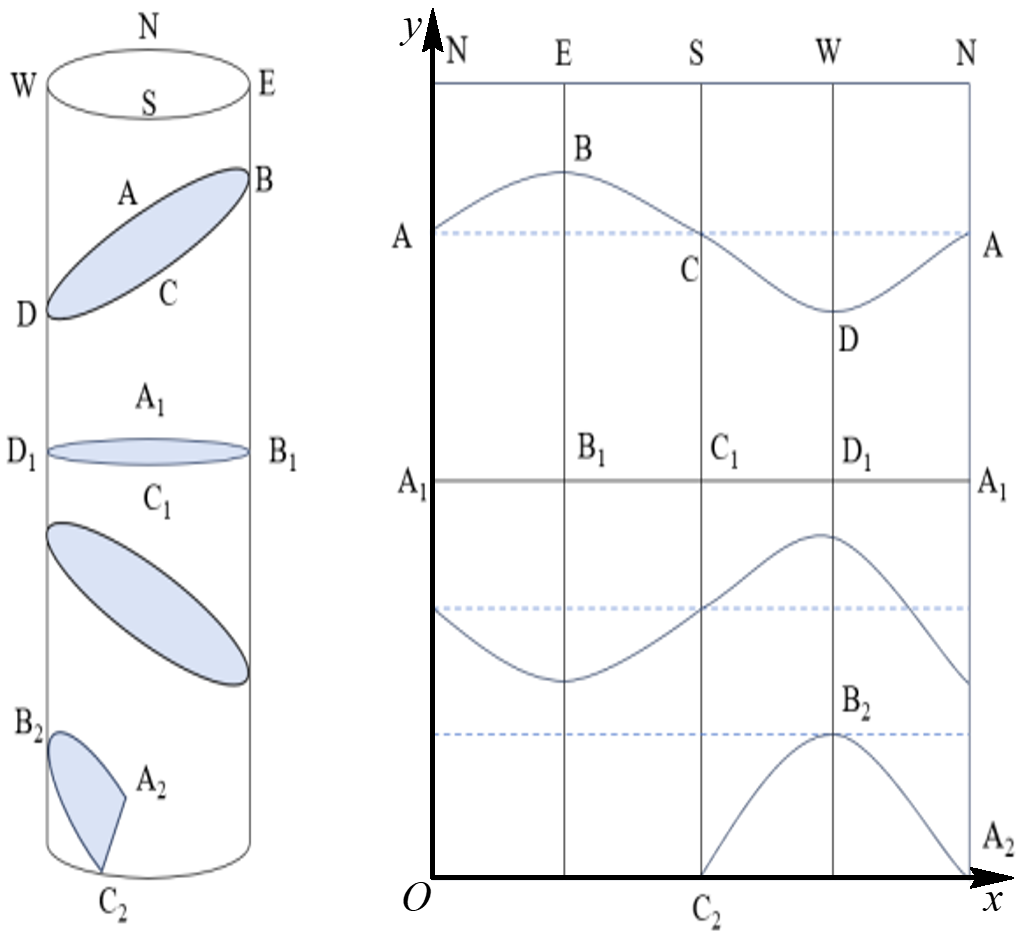 N
W E
S
A B
D C
A₁
D₁ B₁
C₁
B₂
A₂
C₂
y N E S W N
B
A A
C
D
B₁ C₁ D₁
A₁ A₁
B₂
A₂
O x
C₂